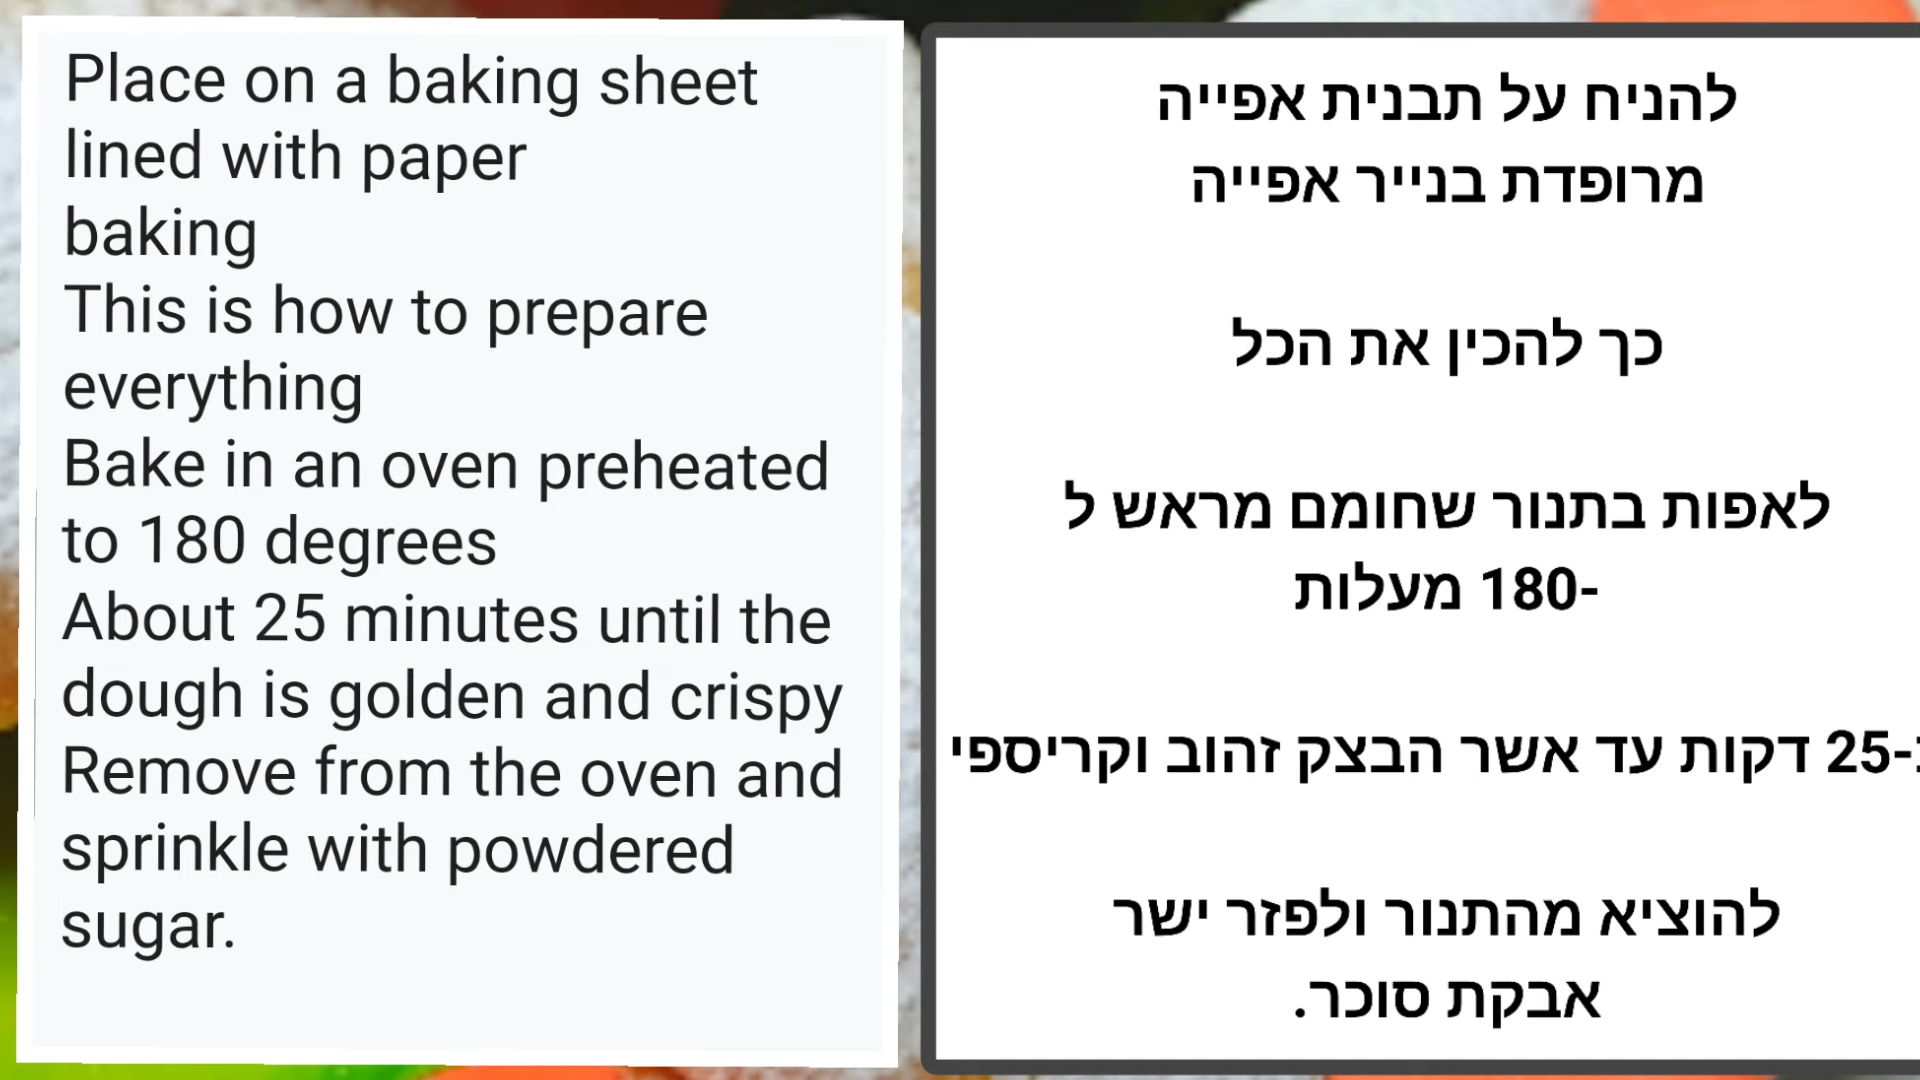 Place on a baking sheet
lined with paper
baking
This is how to prepare
everything
Bake in an oven preheated
to 180 degrees
About 25 minutes until the
dough is golden and crispy
Remove from the oven and
sprinkle with powdered
sugar.
להניח על תבנית אפייה
מרופדת בנייר אפייה
כך להכין את הכל
לאפות בתנור שחומם מראש ל
-180 מעלות
-25 דקות עד אשר הבצק זהוב וקריספי
להוציא מהתנור ולפזר ישר
אבקת סוכר.